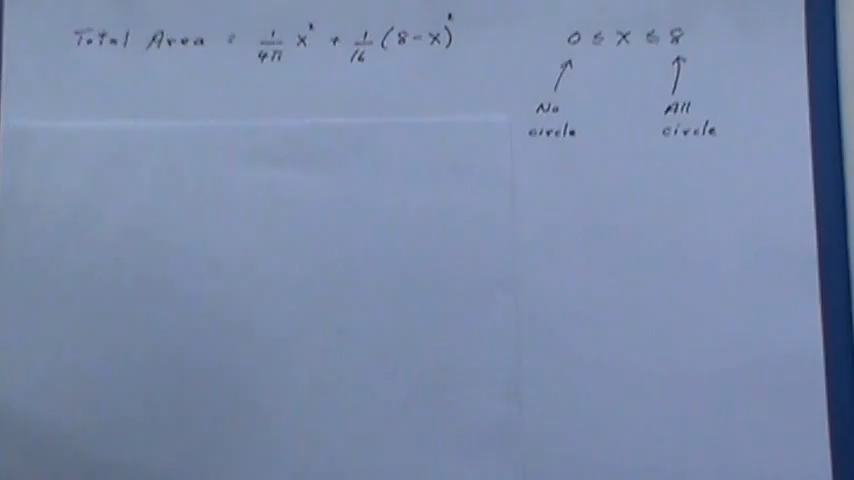 Total Area = 1/4π x² + 1/16 (8-x)² 0 ≤ x ≤ 8
No circle
All circle